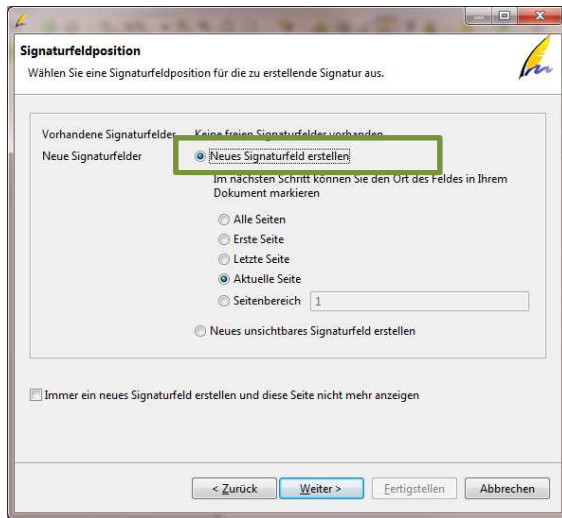 Signaturfeldposition
Wählen Sie eine Signaturfeldposition für die zu erstellende Signatur aus.
Vorhandene Signaturfelder Keine freien Signaturfelder vorhanden
Neue Signaturfelder Neues Signaturfeld erstellen
Im nächsten Schritt können Sie den Ort des Feldes in Ihrem
Dokument markieren
Alle Seiten
Erste Seite
Letzte Seite
Aktuelle Seite
Seitenbereich 1
Neues unsichtbares Signaturfeld erstellen
Immer ein neues Signaturfeld erstellen und diese Seite nicht mehr anzeigen
< Zurück Weiter > Fertigstellen Abbrechen